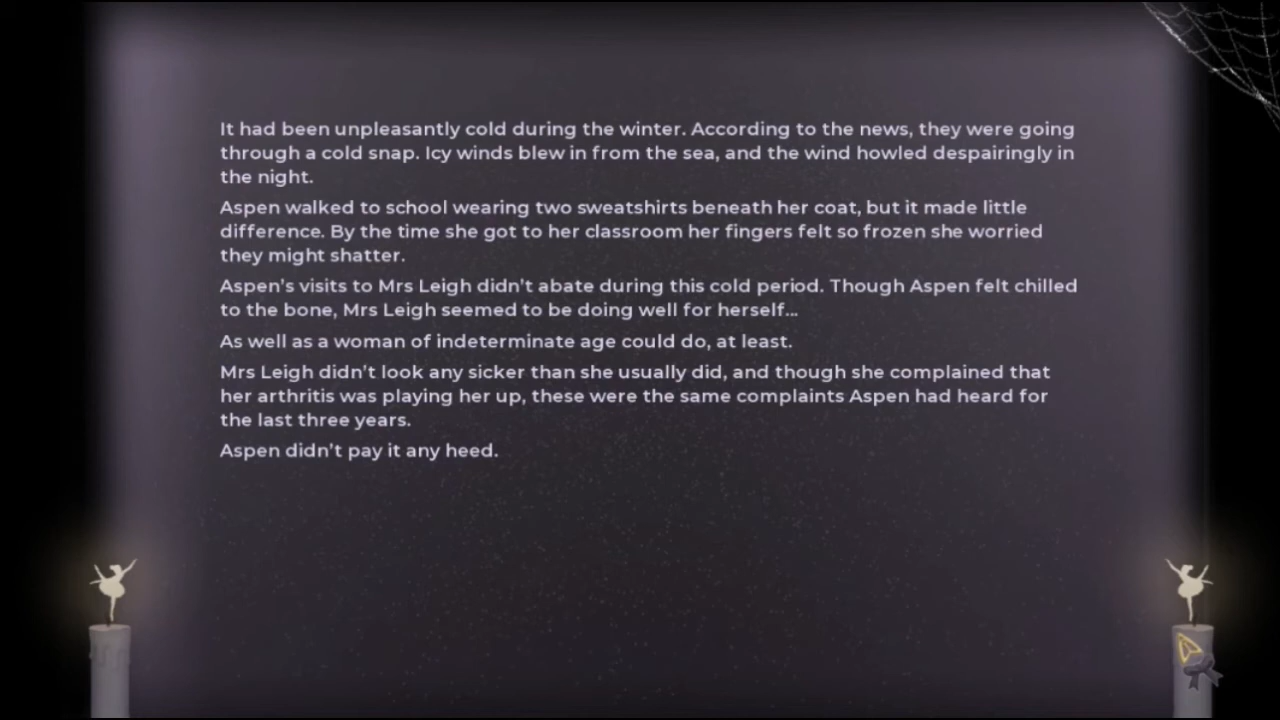 It had been unpleasantly cold during the winter. According to the news, they were going
through a cold snap. Icy winds blew in from the sea, and the wind howled despairingly in
the night.
Aspen walked to school wearing two sweatshirts beneath her coat, but it made little
difference. By the time she got to her classroom her fingers felt so frozen she worried
they might shatter.
Aspen’s visits to Mrs Leigh didn’t abate during this cold period. Though Aspen felt chilled
to the bone, Mrs Leigh seemed to be doing well for herself...
As well as a woman of indeterminate age could do, at least.
Mrs Leigh didn’t look any sicker than she usually did, and though she complained that
her arthritis was playing her up, these were the same complaints Aspen had heard for
the last three years.
Aspen didn’t pay it any heed.